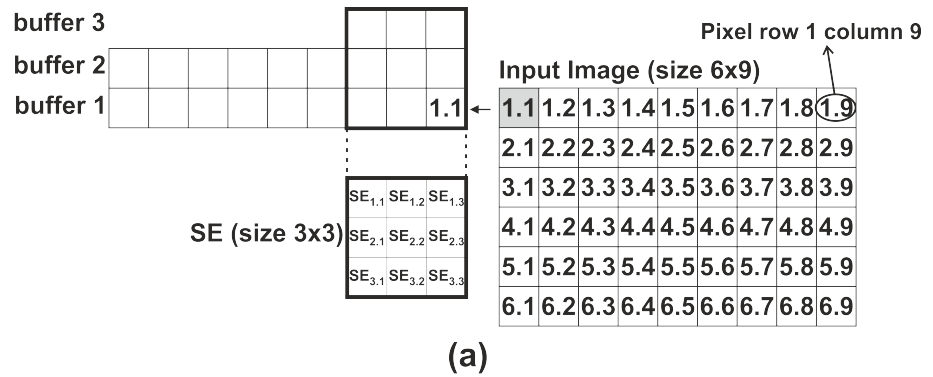 buffer 3
buffer 2
buffer 1
1.1
Pixel row 1 column 9
Input Image (size 6x9)
1.1 1.2 1.3 1.4 1.5 1.6 1.7 1.8 1.9
2.1 2.2 2.3 2.4 2.5 2.6 2.7 2.8 2.9
3.1 3.2 3.3 3.4 3.5 3.6 3.7 3.8 3.9
4.1 4.2 4.3 4.4 4.5 4.6 4.7 4.8 4.9
5.1 5.2 5.3 5.4 5.5 5.6 5.7 5.8 5.9
6.1 6.2 6.3 6.4 6.5 6.6 6.7 6.8 6.9
SE (size 3x3)
SE1.1 SE1.2 SE1.3
SE2.1 SE2.2 SE2.3
SE3.1 SE3.2 SE3.3
(a)